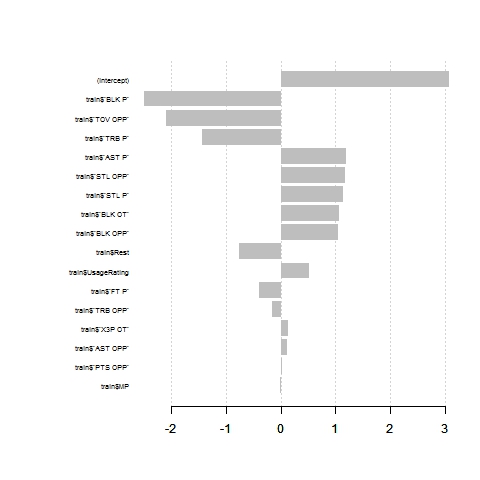 (Intercept)
train$`BLK P`
train$`TOV OPP`
train$`TRB P`
train$`AST P`
train$`STL OPP`
train$`STL P`
train$`BLK OT`
train$`BLK OPP`
train$Rest
train$UsageRating
train$`FT P`
train$`TRB OPP`
train$`X3P OT`
train$`AST OPP`
train$`PTS OPP`
train$MP
-2 -1 0 1 2 3